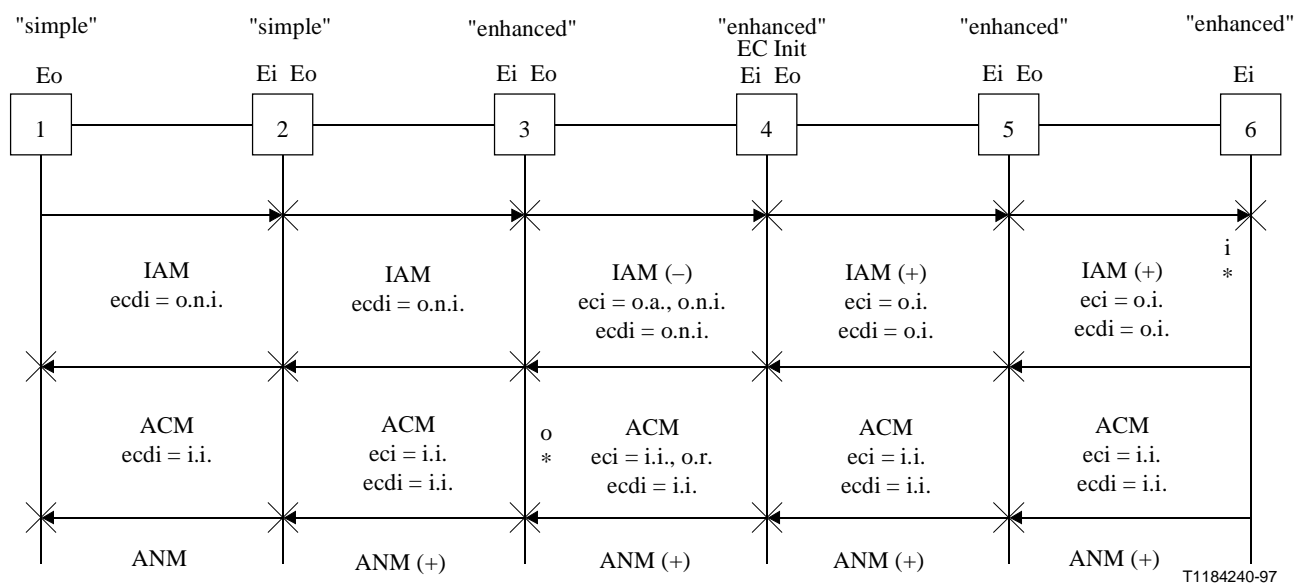 "simple" "simple" "enhanced" "enhanced" "enhanced" "enhanced"
EC Init
Eo Ei Eo Ei Eo Ei Eo Ei Eo Ei
1 2 3 4 5 6
IAM
ecdi = o.n.i.
IAM
ecdi = o.n.i.
IAM (–)
eci = o.a., o.n.i.
ecdi = o.n.i.
IAM (+)
eci = o.i.
ecdi = o.i.
IAM (+)
eci = o.i.
ecdi = o.i.
i
*
ACM
ecdi = i.i.
ACM
eci = i.i.
ecdi = i.i.
o
*
ACM
eci = i.i., o.r.
ecdi = i.i.
ACM
eci = i.i.
ecdi = i.i.
ACM
eci = i.i.
ecdi = i.i.
ANM ANM (+) ANM (+) ANM (+) ANM (+)
T1184240-97